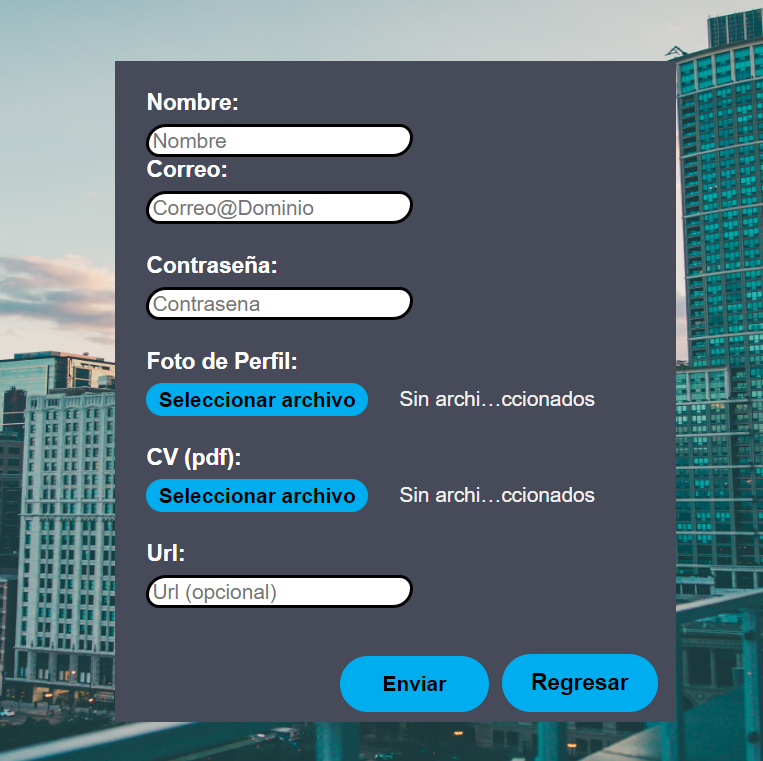 Nombre:
Nombre
Correo:
Correo@Dominio
Contraseña:
Contrasena
Foto de Perfil:
Seleccionar archivo Sin archi...ccionados
CV (pdf):
Seleccionar archivo Sin archi...ccionados
Url:
Url (opcional)
Enviar Regresar